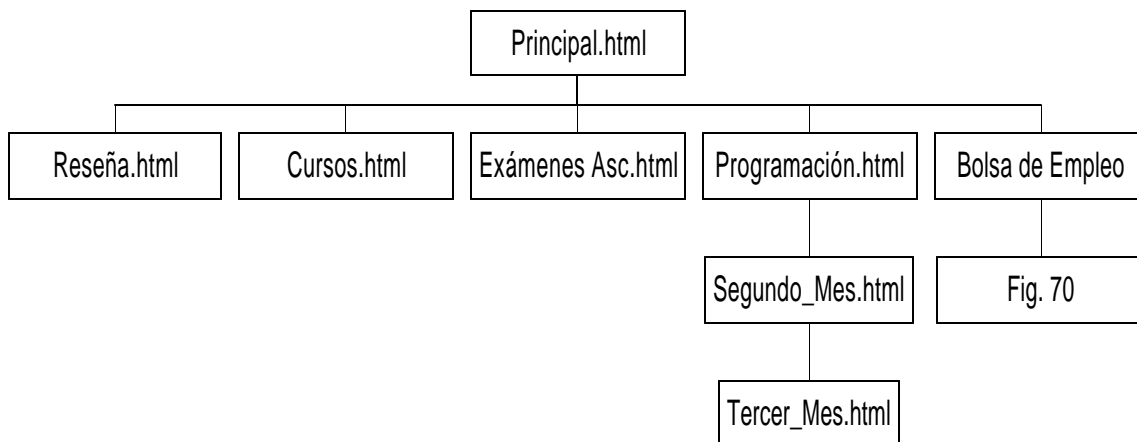 Principal.html
Reseña.html
Cursos.html
Exámenes Asc.html
Programación.html
Bolsa de Empleo
Segundo_Mes.html
Fig. 70
Tercer_Mes.html